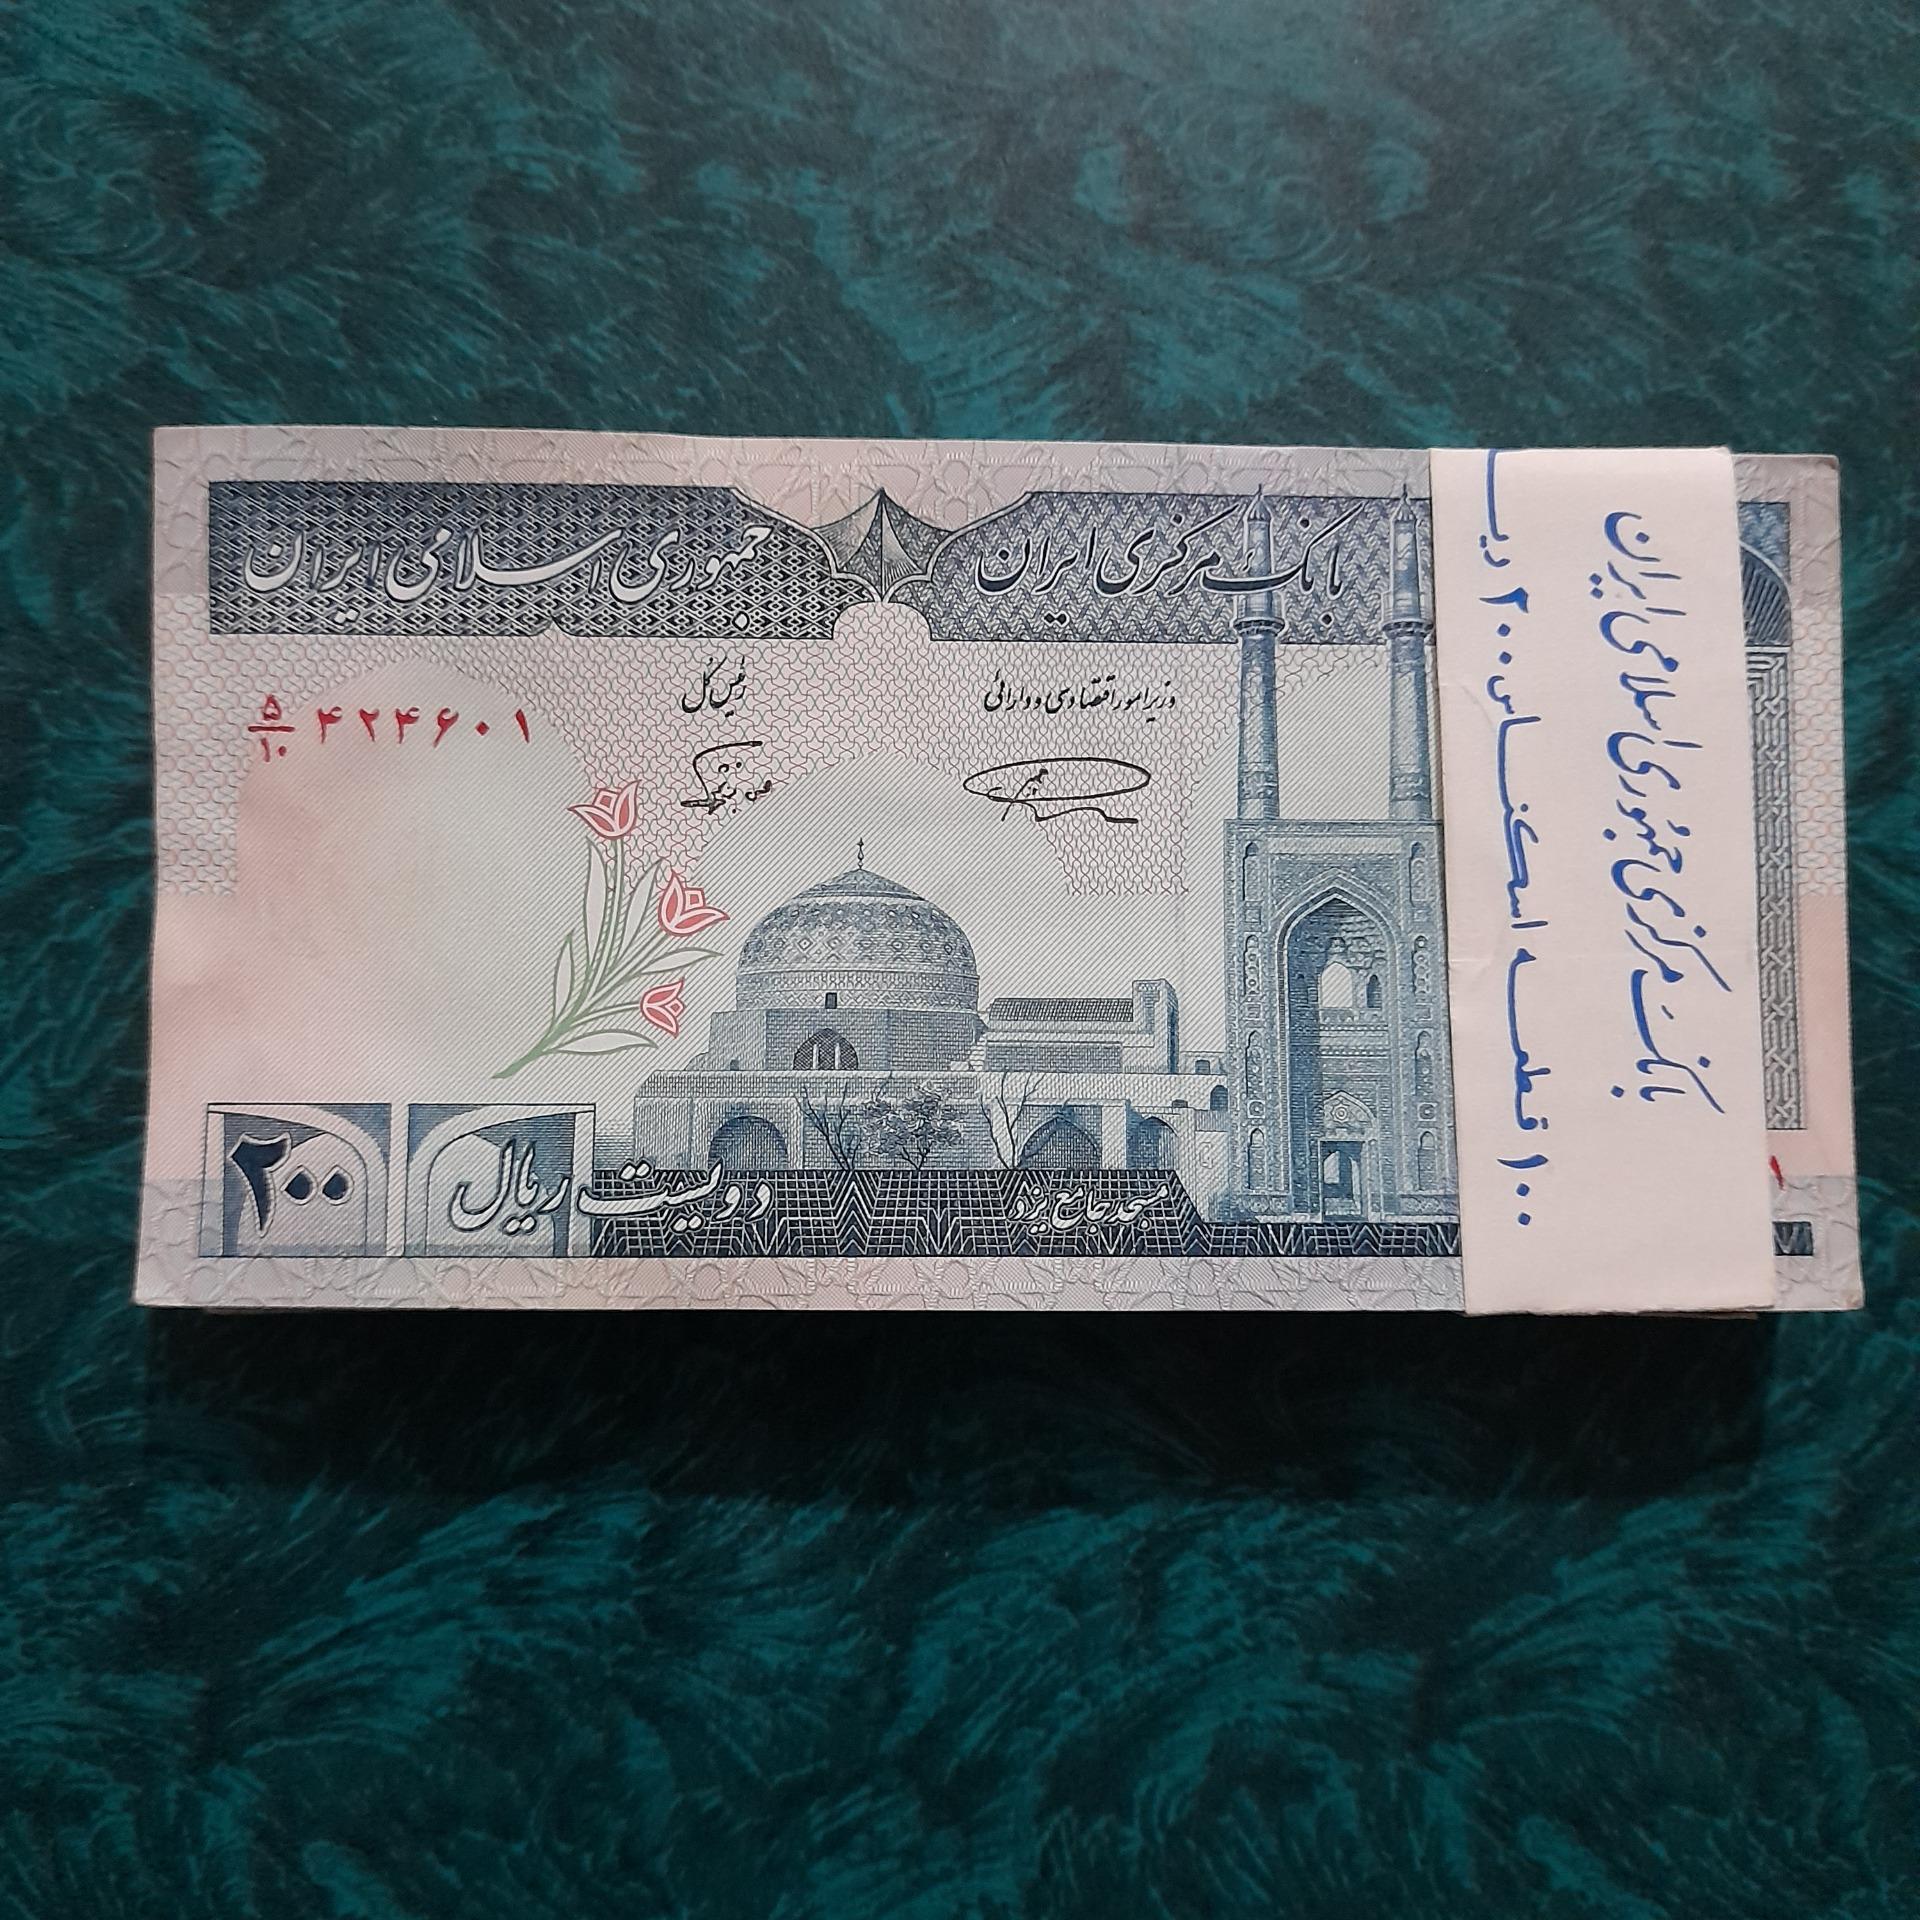 بانک مرکزی ایران
جمهوری اسلامی ایران
وزیر امور اقتصادی و دارائی
رئیس کل
۵/۱۰ ۴۲۴۶۰۱
مسجد جامع یزد
دویست ریال
۲۰۰
بانک مرکزی جمهوری اسلامی ایران
۱۰۰ قطعه اسکناس ۲۰۰